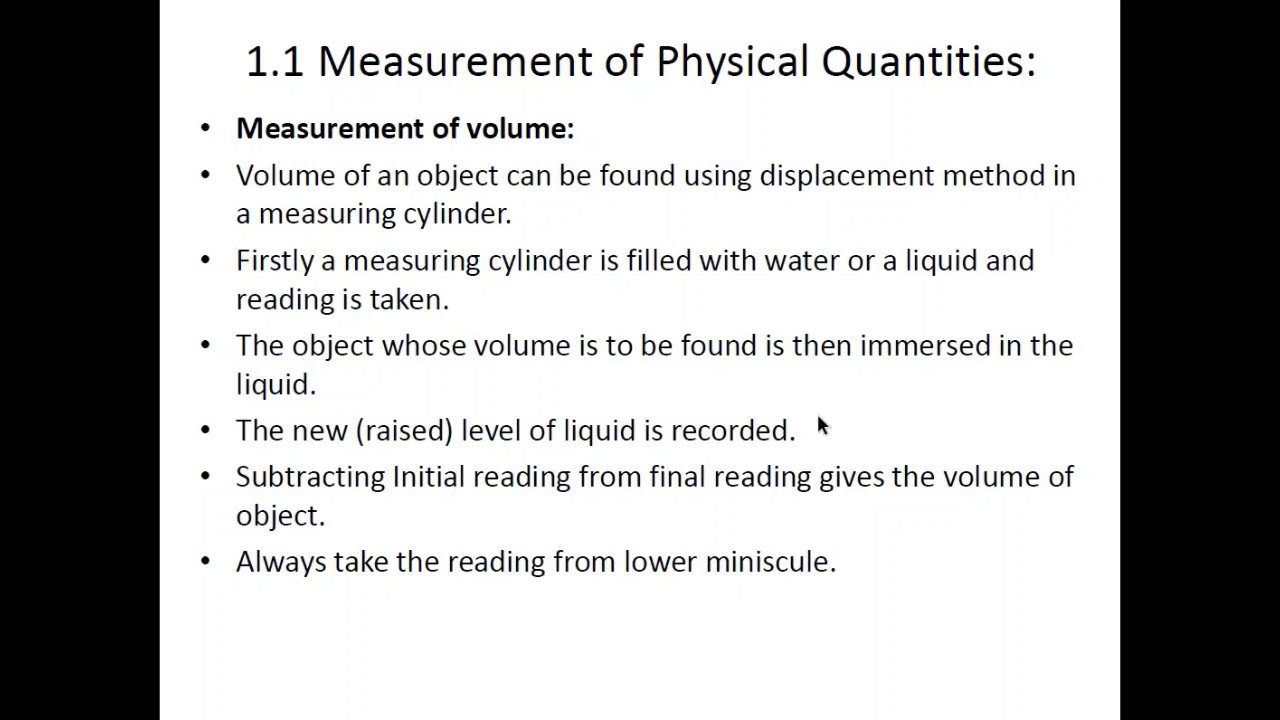 1.1 Measurement of Physical Quantities:
• Measurement of volume:
• Volume of an object can be found using displacement method in
a measuring cylinder.
• Firstly a measuring cylinder is filled with water or a liquid and
reading is taken.
• The object whose volume is to be found is then immersed in the
liquid.
• The new (raised) level of liquid is recorded.
• Subtracting Initial reading from final reading gives the volume of
object.
• Always take the reading from lower miniscule.